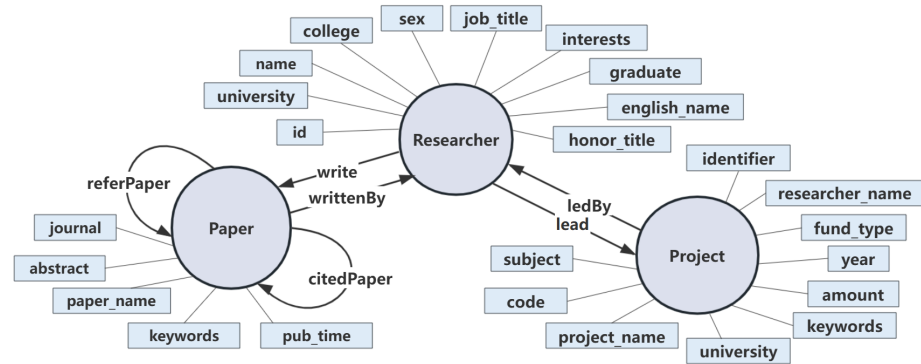 sex
job_title
college
interests
name
graduate
university
english_name
id
Researcher
honor_title
write
identifier
referPaper
writtenBy
researcher_name
ledBy
lead
journal
Paper
fund_type
subject
Project
year
abstract
citedPaper
amount
paper_name
code
keywords
keywords
pub_time
project_name
university